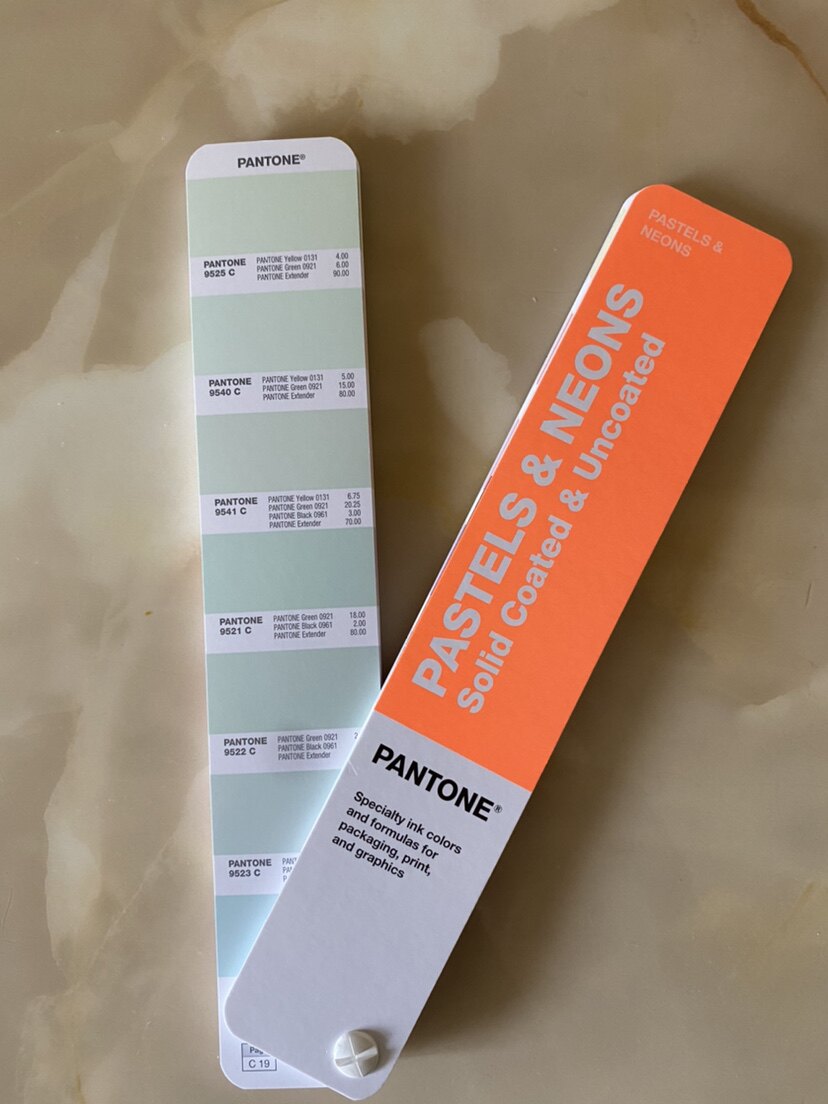 PANTONE®
PANTONE
9525 C
PANTONE Yellow 0131 4.00
PANTONE Green 0921 6.00
PANTONE Extender 90.00
PANTONE
9540 C
PANTONE Yellow 0131 5.00
PANTONE Green 0921 15.00
PANTONE Extender 80.00
PANTONE
9541 C
PANTONE Yellow 0131 6.75
PANTONE Green 0921 20.25
PANTONE Black 0961 3.00
PANTONE Extender 70.00
PANTONE
9521 C
PANTONE Green 0921 18.00
PANTONE Black 0961 2.00
PANTONE Extender 80.00
PANTONE
9522 C
PANTONE Green 0921 2
PANTONE Black 0961
PANTONE Extender
PANTONE
9523 C
PANT
C 19
PASTELS &
NEONS
PASTELS & NEONS
Solid Coated & Uncoated
PANTONE®
Specialty ink colors
and formulas for
packaging, print,
and graphics